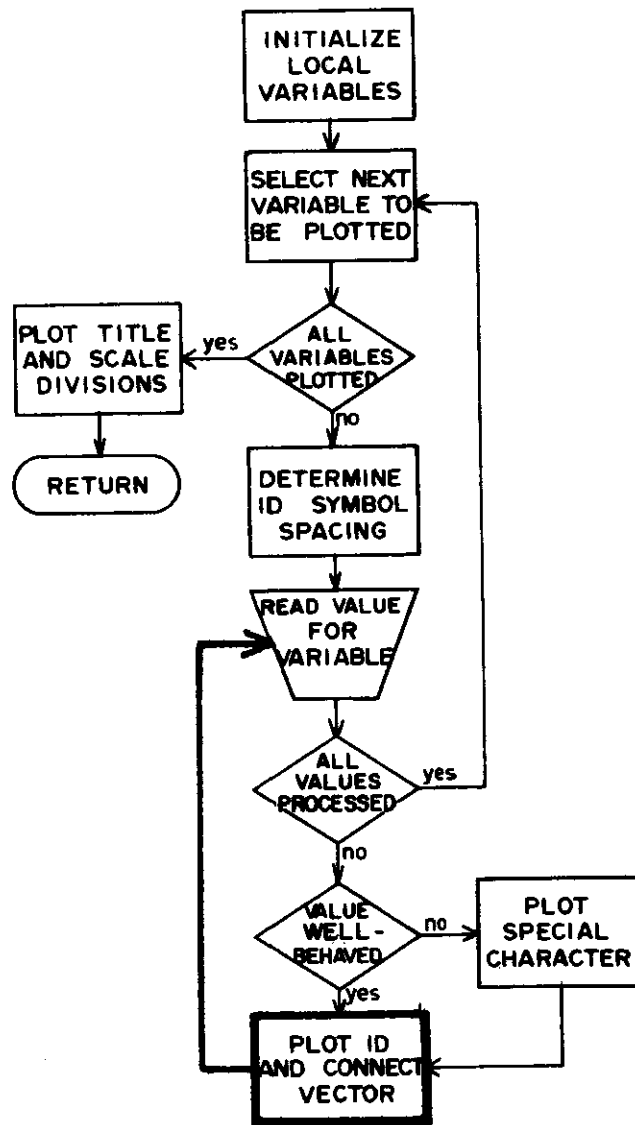 INITIALIZE
LOCAL
VARIABLES
SELECT NEXT
VARIABLE TO
BE PLOTTED
ALL
VARIABLES
PLOTTED
yes
PLOT TITLE
AND SCALE
DIVISIONS
RETURN
no
DETERMINE
ID SYMBOL
SPACING
READ VALUE
FOR
VARIABLE
ALL
VALUES
PROCESSED
yes
no
VALUE
WELL-
BEHAVED
no
PLOT
SPECIAL
CHARACTER
yes
PLOT ID
AND CONNECT
VECTOR